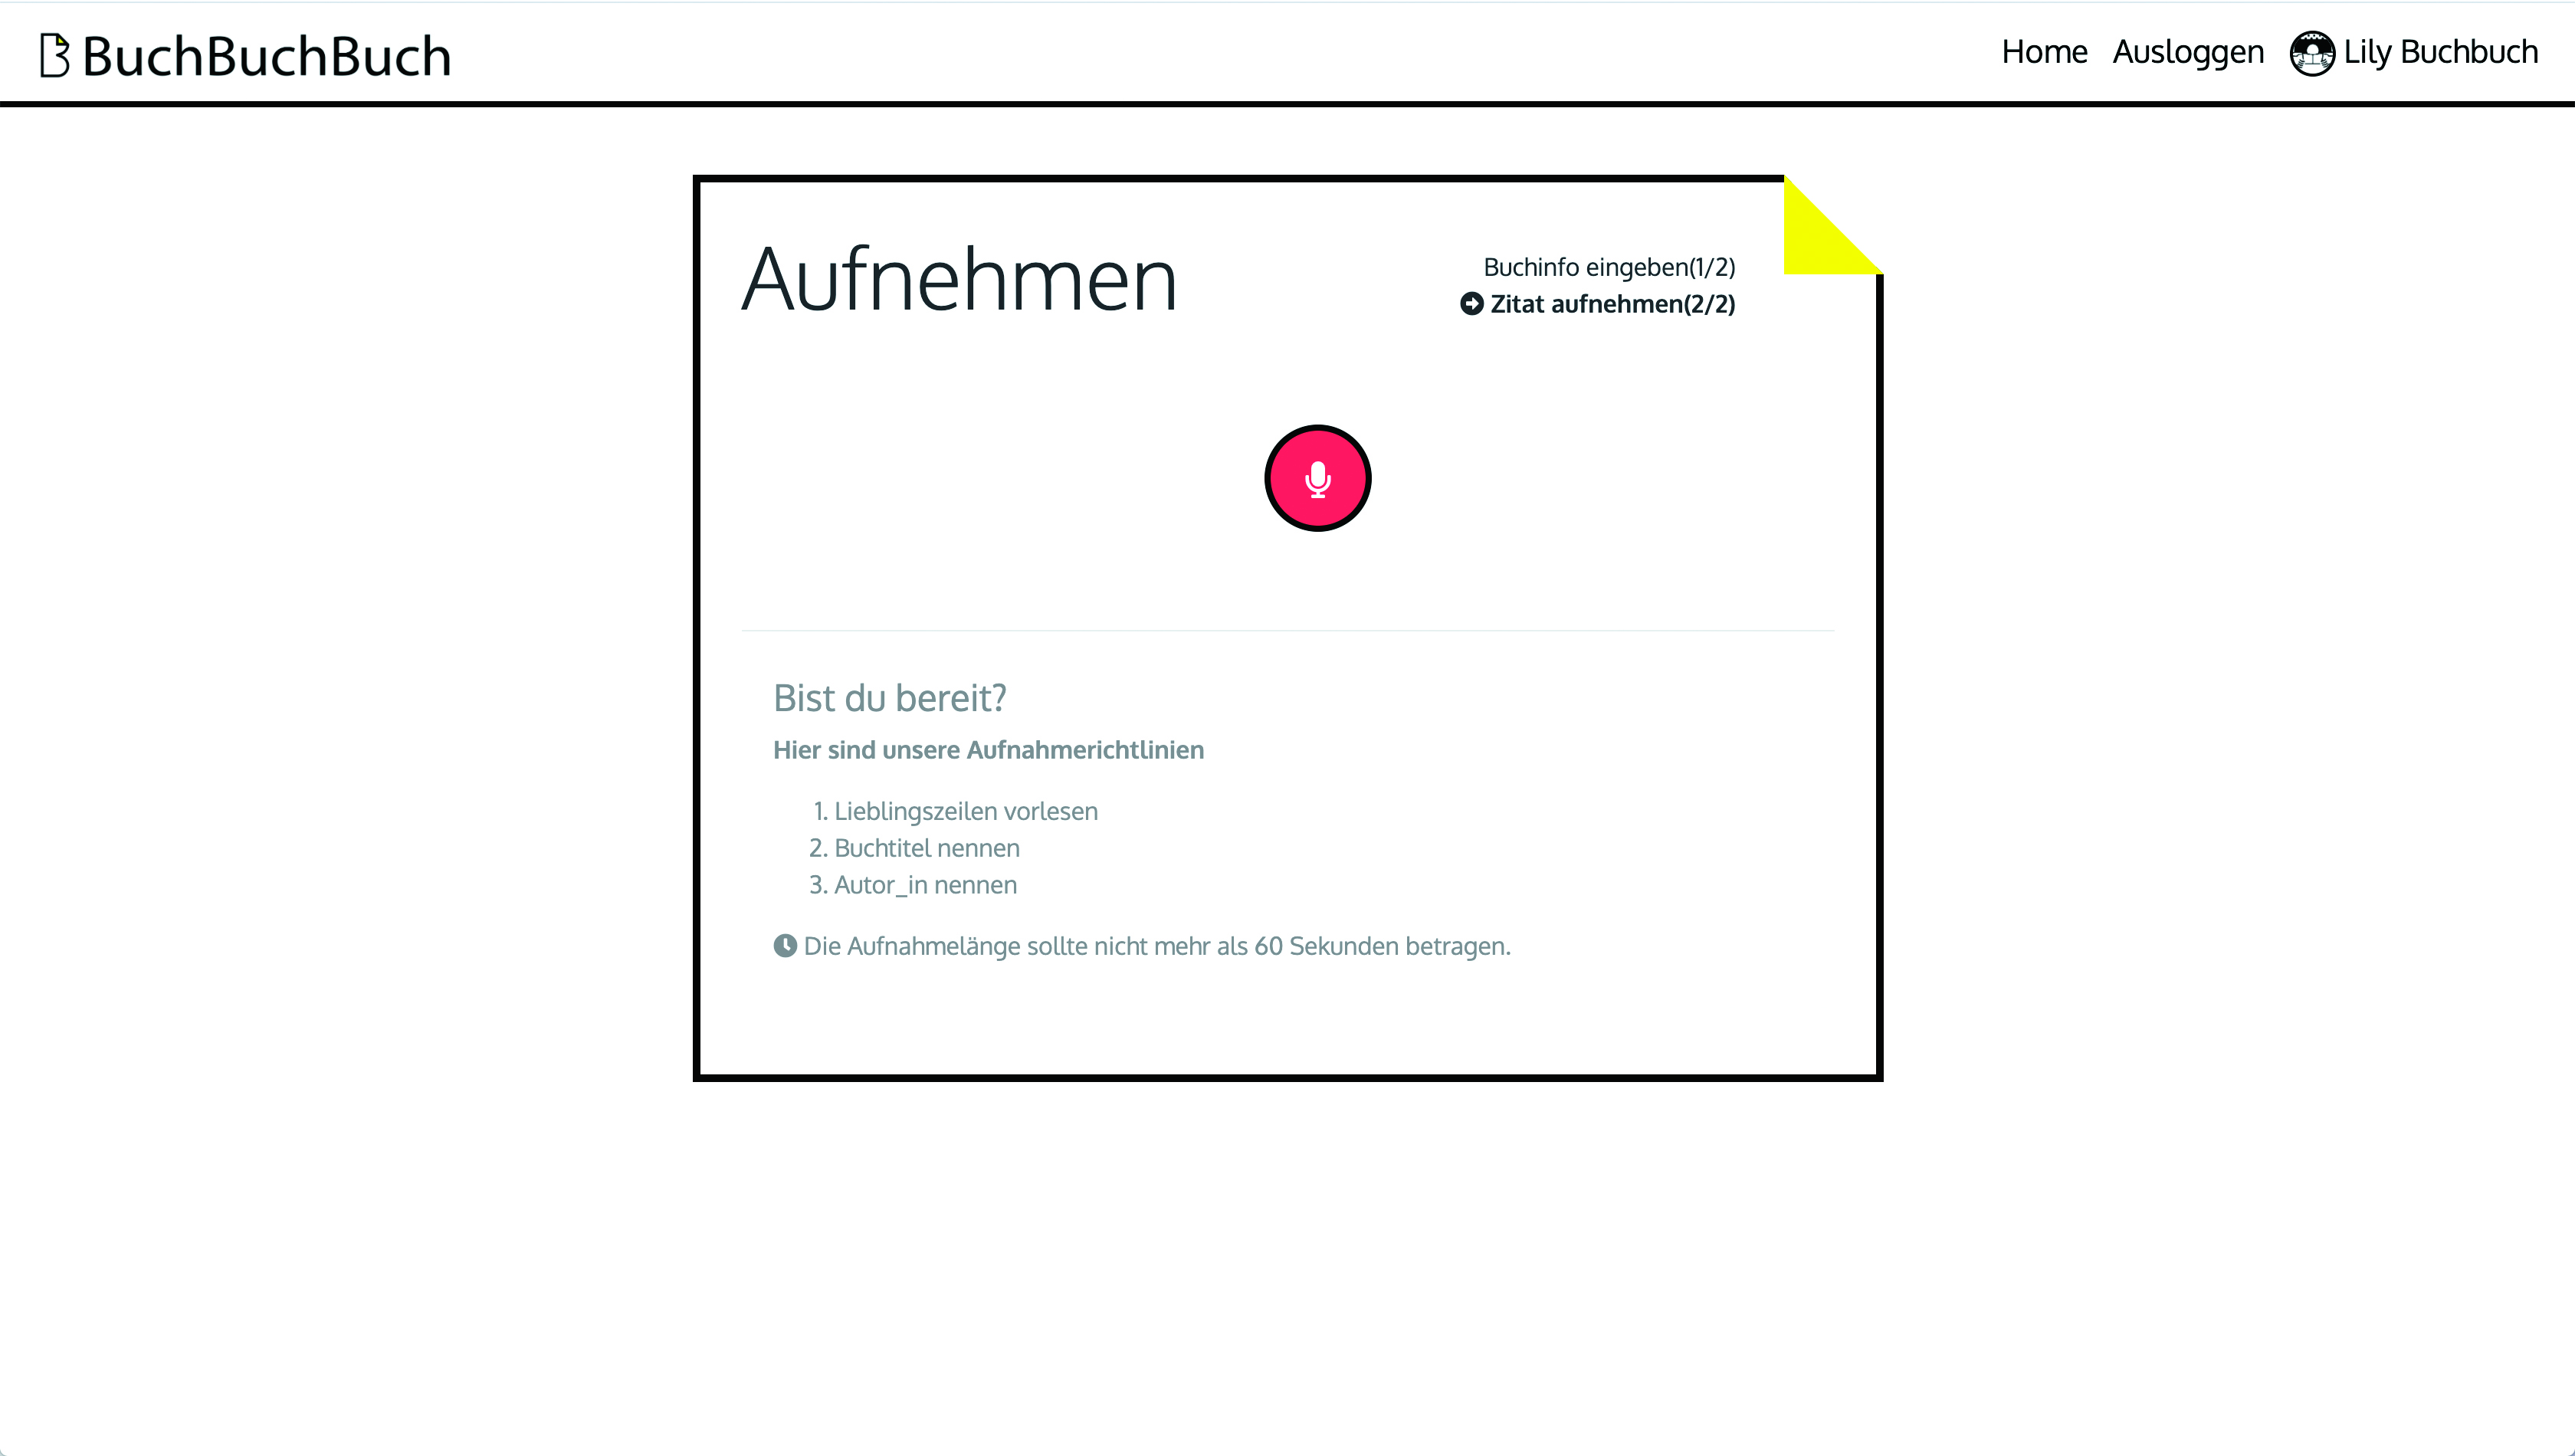 BuchBuchBuch
Home Ausloggen Lily Buchbuch
Aufnehmen
Buchinfo eingeben(1/2)
Zitat aufnehmen(2/2)
Bist du bereit?
Hier sind unsere Aufnahmerichtlinien
1. Lieblingszeilen vorlesen
2. Buchtitel nennen
3. Autor_in nennen
Die Aufnahmelänge sollte nicht mehr als 60 Sekunden betragen.